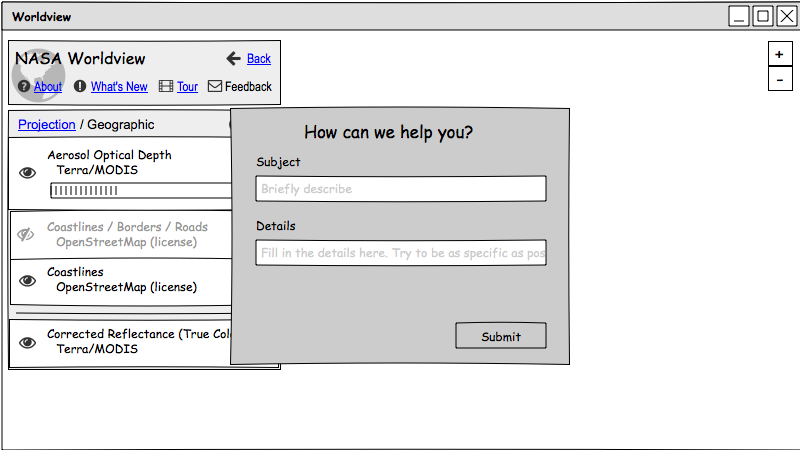 Worldview
NASA Worldview
Back
About What's New Tour Feedback
Projection / Geographic
Aerosol Optical Depth
Terra/MODIS
Coastlines / Borders / Roads
OpenStreetMap (license)
Coastlines
OpenStreetMap (license)
Corrected Reflectance (True Col
Terra/MODIS
How can we help you?
Subject
Briefly describe
Details
Fill in the details here. Try to be as specific as pos
Submit
+
-